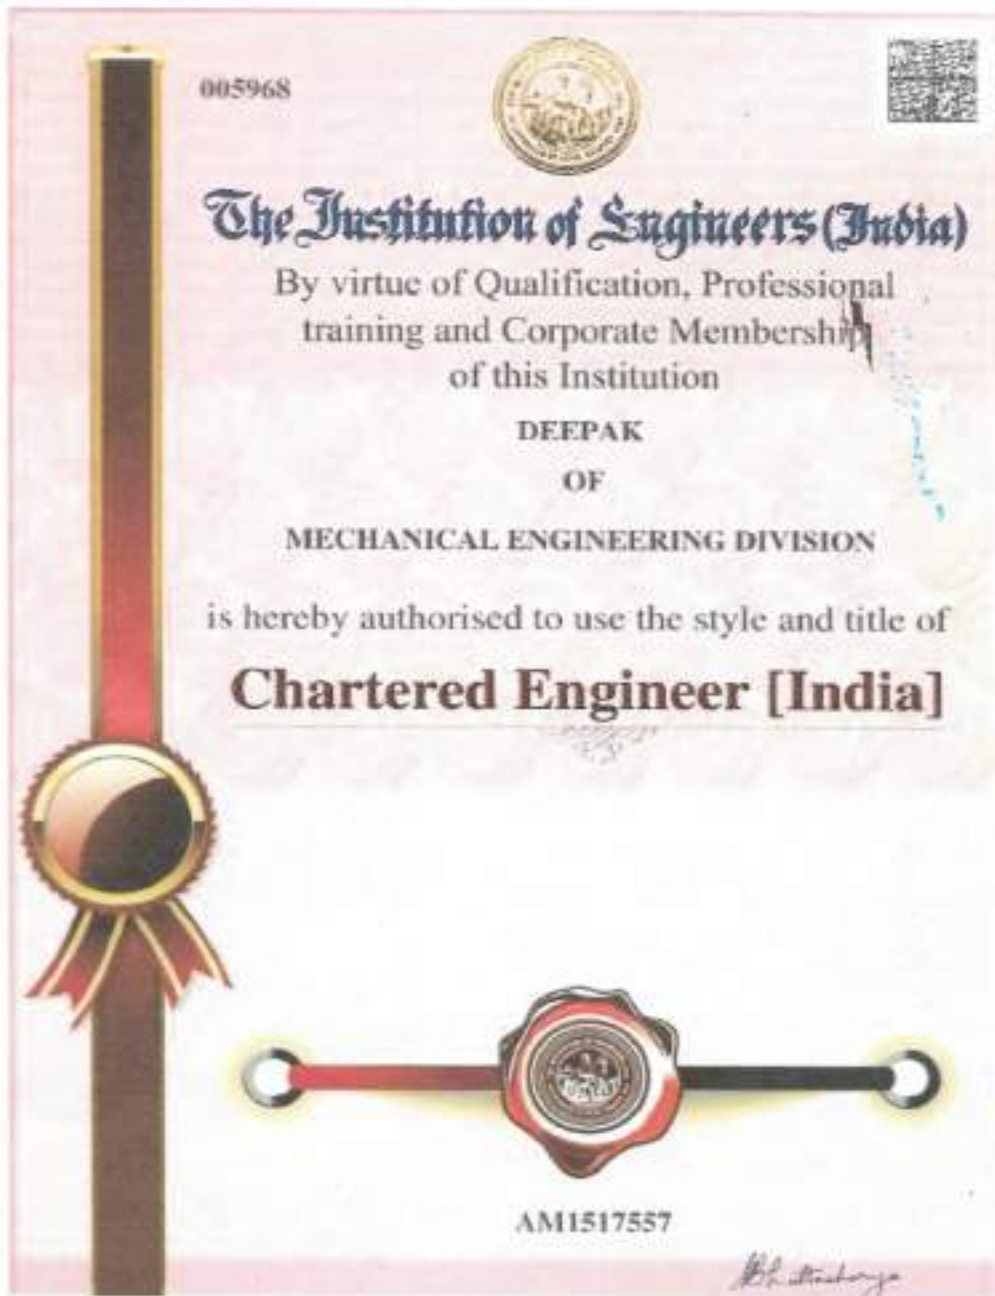 005968
The Institution of Engineers (India)
By virtue of Qualification, Professional
training and Corporate Membership
of this Institution
DEEPAK
OF
MECHANICAL ENGINEERING DIVISION
is hereby authorised to use the style and title of
Chartered Engineer [India]
AM1517557